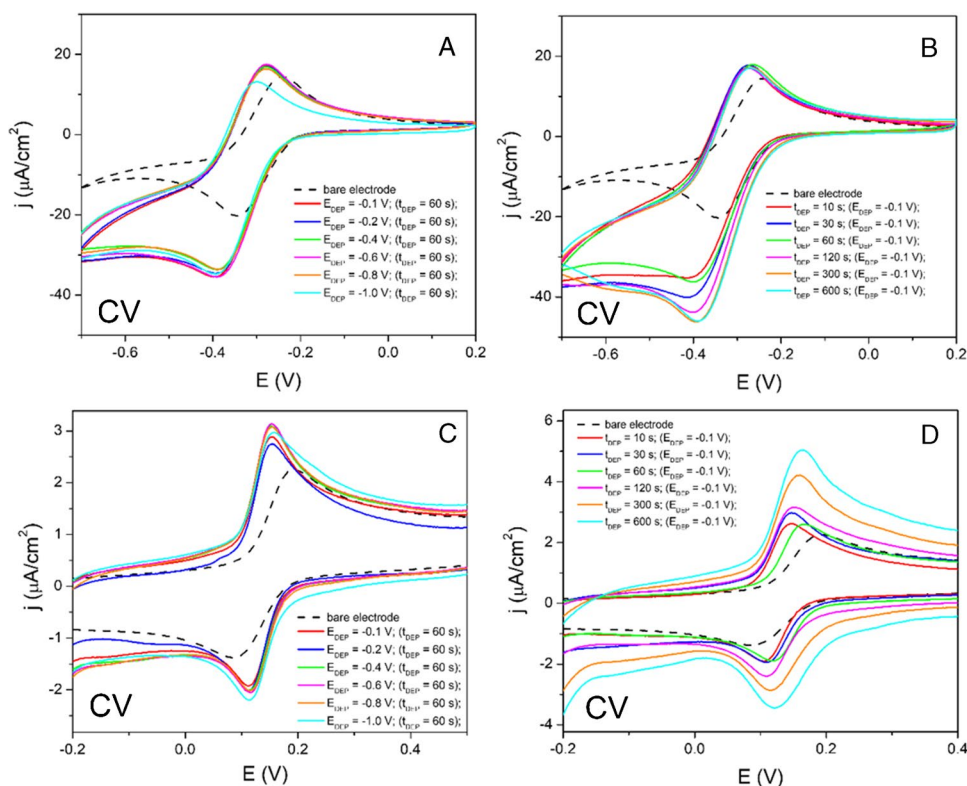 A
20
0
-20
-40
j (μA/cm²)
bare electrode
E_DEP = -0.1 V; (t_DEP = 60 s);
E_DEP = -0.2 V; (t_DEP = 60 s);
E_DEP = -0.4 V; (t_DEP = 60 s);
E_DEP = -0.6 V; (t_DEP = 60 s);
E_DEP = -0.8 V; (t_DEP = 60 s);
E_DEP = -1.0 V; (t_DEP = 60 s);
CV
-0.6 -0.4 -0.2 0.0 0.2
E (V)
B
20
0
-20
-40
j (μA/cm²)
bare electrode
t_DEP = 10 s; (E_DEP = -0.1 V);
t_DEP = 30 s; (E_DEP = -0.1 V);
t_DEP = 60 s; (E_DEP = -0.1 V);
t_DEP = 120 s; (E_DEP = -0.1 V);
t_DEP = 300 s; (E_DEP = -0.1 V);
t_DEP = 600 s; (E_DEP = -0.1 V);
CV
-0.6 -0.4 -0.2 0.0 0.2
E (V)
C
3
2
1
0
-1
-2
j (μA/cm²)
bare electrode
E_DEP = -0.1 V; (t_DEP = 60 s);
E_DEP = -0.2 V; (t_DEP = 60 s);
E_DEP = -0.4 V; (t_DEP = 60 s);
E_DEP = -0.6 V; (t_DEP = 60 s);
E_DEP = -0.8 V; (t_DEP = 60 s);
E_DEP = -1.0 V; (t_DEP = 60 s);
CV
-0.2 0.0 0.2 0.4
E (V)
D
6
4
2
0
-2
-4
j (μA/cm²)
bare electrode
t_DEP = 10 s; (E_DEP = -0.1 V);
t_DEP = 30 s; (E_DEP = -0.1 V);
t_DEP = 60 s; (E_DEP = -0.1 V);
t_DEP = 120 s; (E_DEP = -0.1 V);
t_DEP = 300 s; (E_DEP = -0.1 V);
t_DEP = 600 s; (E_DEP = -0.1 V);
CV
-0.2 0.0 0.2 0.4
E (V)